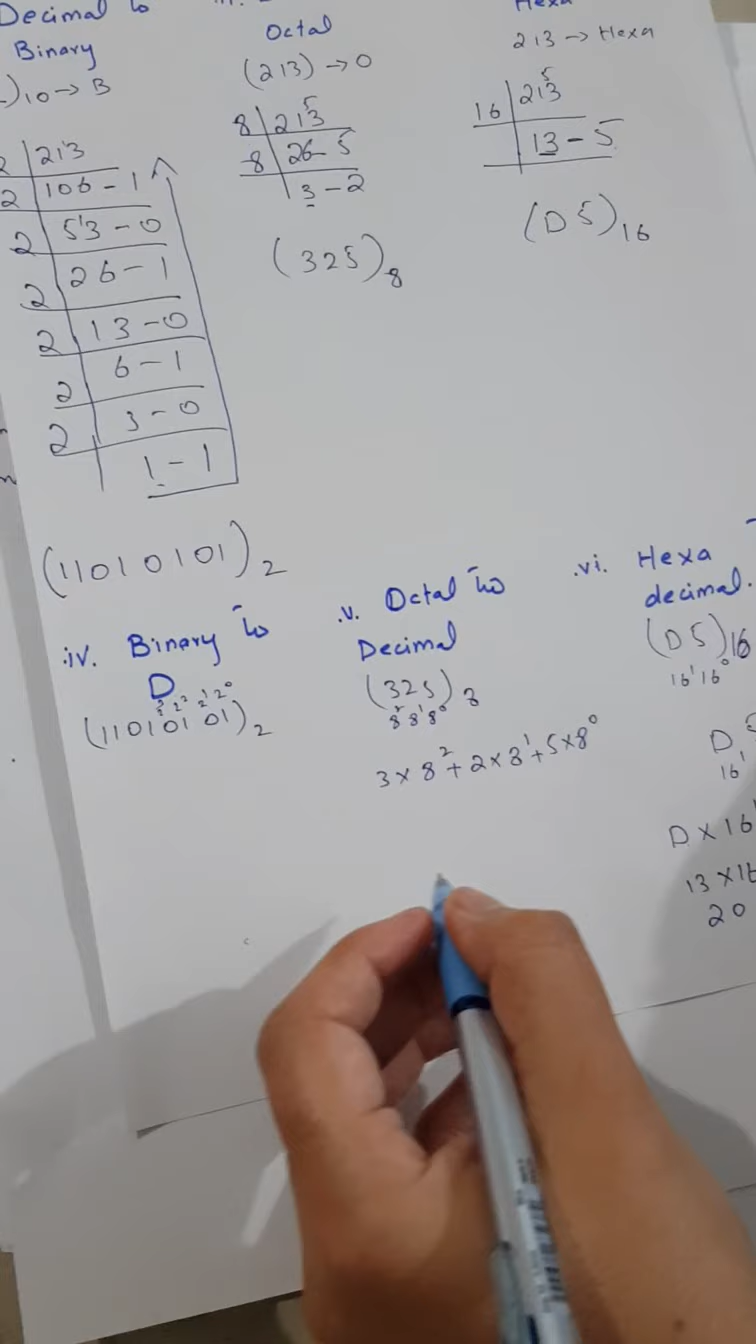 Decimal to
Binary
)10 → B
2 | 213
2 | 106 - 1
2 | 53 - 0
2 | 26 - 1
2 | 13 - 0
2 | 6 - 1
2 | 3 - 0
1 - 1
(11010101)2
Octal
(213) → O
8 | 213
8 | 26 - 5
3 - 2
(325)8
Hexa
213 → Hexa
16 | 213
13 - 5
(D5)16
iv. Binary to
D
2² 2¹ 2⁰
(11010101)2
v. Octal to
Decimal
(325)8
8² 8¹ 8⁰
3 × 8² + 2 × 8¹ + 5 × 8⁰
vi. Hexa
decimal.
(D5)16
16¹ 16⁰
D
16¹
D × 16
13 × 16
20